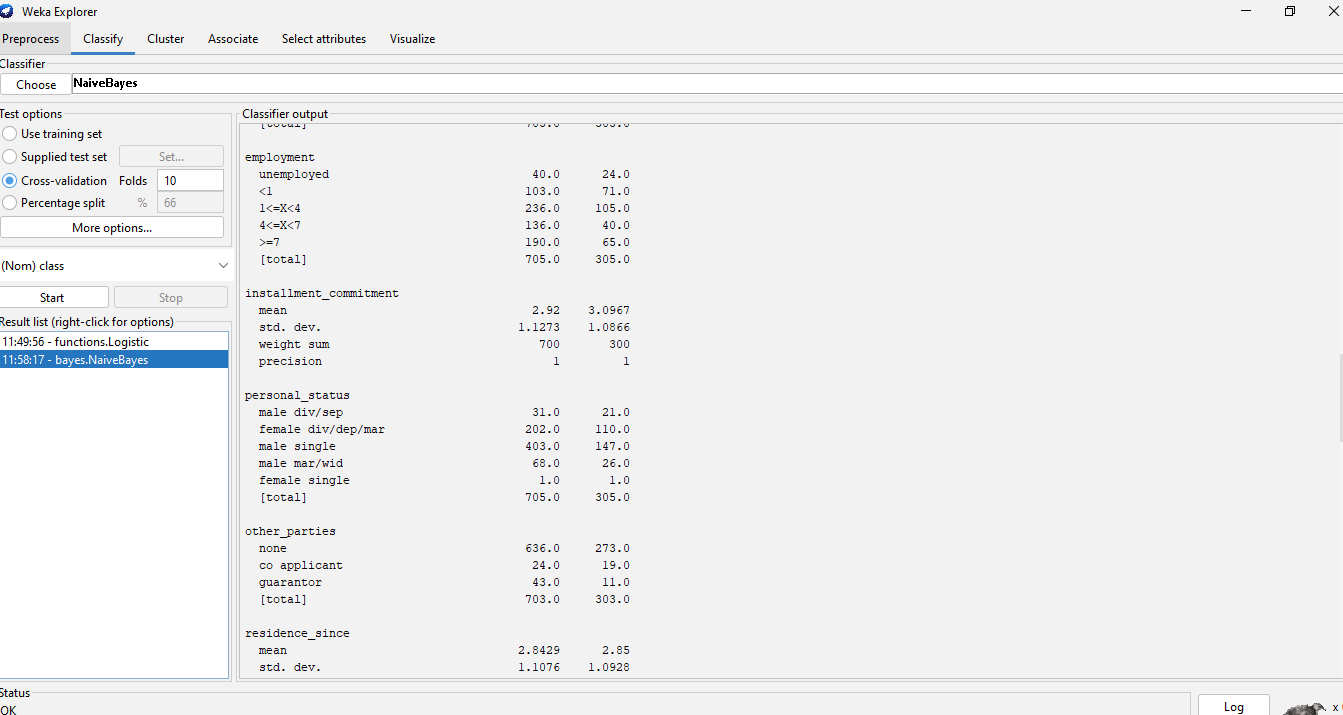 Weka Explorer
Preprocess Classify Cluster Associate Select attributes Visualize
Classifier
Choose NaiveBayes
Test options
Use training set
Supplied test set Set...
Cross-validation Folds 10
Percentage split % 66
More options...
(Nom) class
Start Stop
Result list (right-click for options)
11:49:56 - functions.Logistic
11:58:17 - bayes.NaiveBayes
Classifier output
[total] 703.0 303.0
employment
unemployed 40.0 24.0
<1 103.0 71.0
1<=X<4 236.0 105.0
4<=X<7 136.0 40.0
>=7 190.0 65.0
[total] 705.0 305.0
installment_commitment
mean 2.92 3.0967
std. dev. 1.1273 1.0866
weight sum 700 300
precision 1 1
personal_status
male div/sep 31.0 21.0
female div/dep/mar 202.0 110.0
male single 403.0 147.0
male mar/wid 68.0 26.0
female single 1.0 1.0
[total] 705.0 305.0
other_parties
none 636.0 273.0
co applicant 24.0 19.0
guarantor 43.0 11.0
[total] 703.0 303.0
residence_since
mean 2.8429 2.85
std. dev. 1.1076 1.0928
Status
OK
Log
x